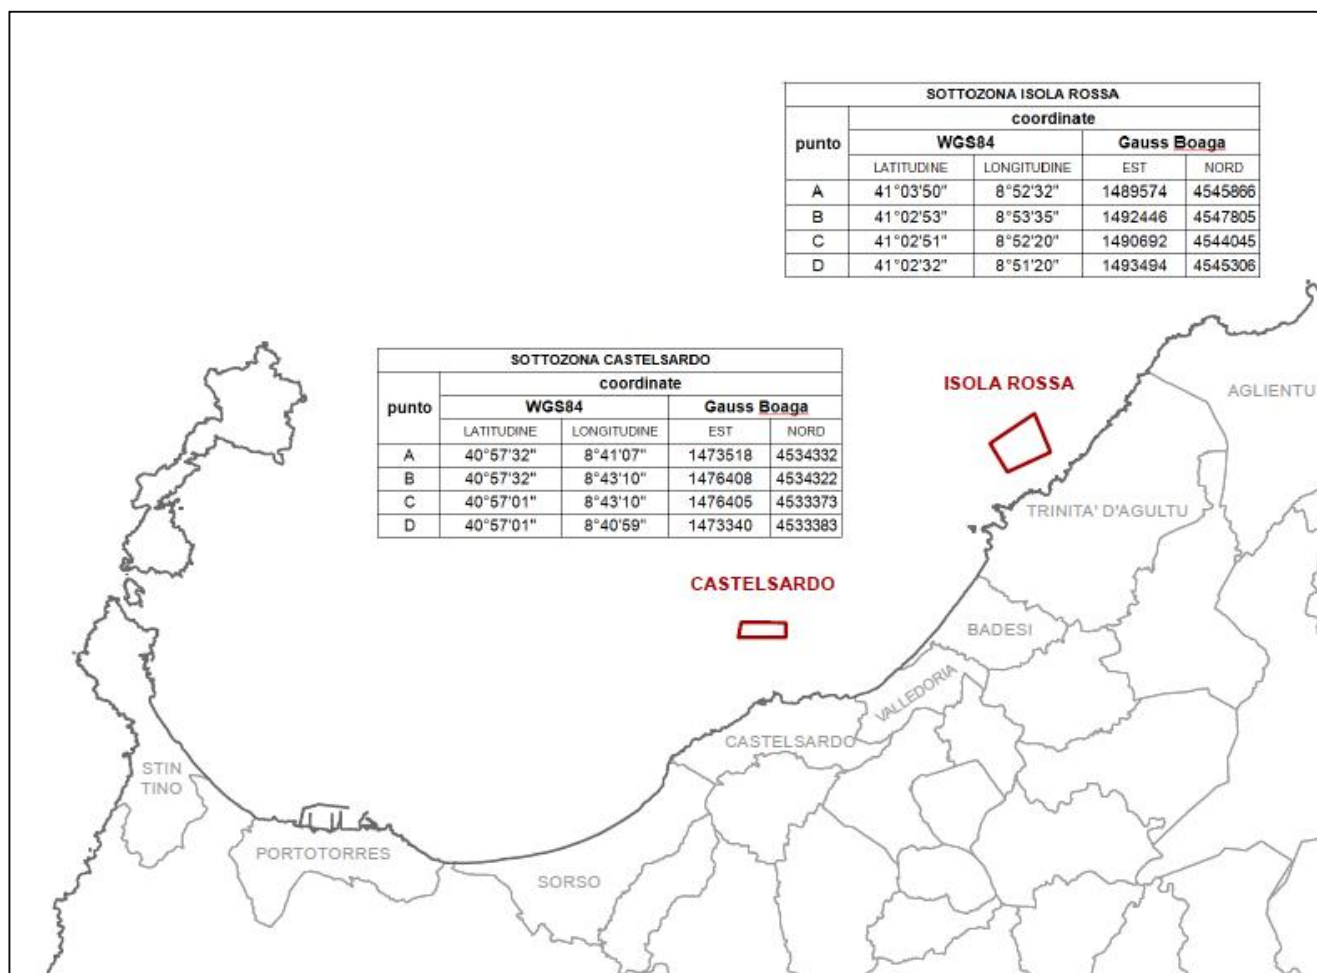 SOTTOZONA ISOLA ROSSA
coordinate
punto WGS84 Gauss Boaga
LATITUDINE LONGITUDINE EST NORD
A 41°03'50" 8°52'32" 1489574 4545866
B 41°02'53" 8°53'35" 1492446 4547805
C 41°02'51" 8°52'20" 1490692 4544045
D 41°02'32" 8°51'20" 1493494 4545306
SOTTOZONA CASTELSARDO
coordinate
punto WGS84 Gauss Boaga
LATITUDINE LONGITUDINE EST NORD
A 40°57'32" 8°41'07" 1473518 4534332
B 40°57'32" 8°43'10" 1476408 4534322
C 40°57'01" 8°43'10" 1476405 4533373
D 40°57'01" 8°40'59" 1473340 4533383
ISOLA ROSSA
AGLIENTU
TRINITA' D'AGULTU
CASTELSARDO
BADESI
VALLEDORIA
CASTELSARDO
STIN
TINO
PORTOTORRES
SORSO